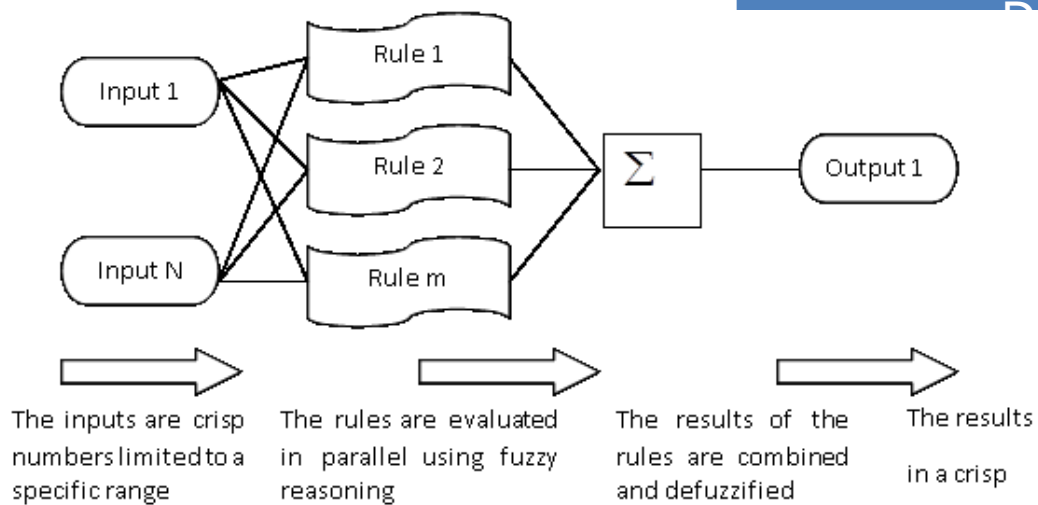 Input 1
Input N
Rule 1
Rule 2
Rule m
Σ
Output 1
The inputs are crisp
numbers limited to a
specific range
The rules are evaluated
in parallel using fuzzy
reasoning
The results of the
rules are combined
and defuzzified
The results
in a crisp